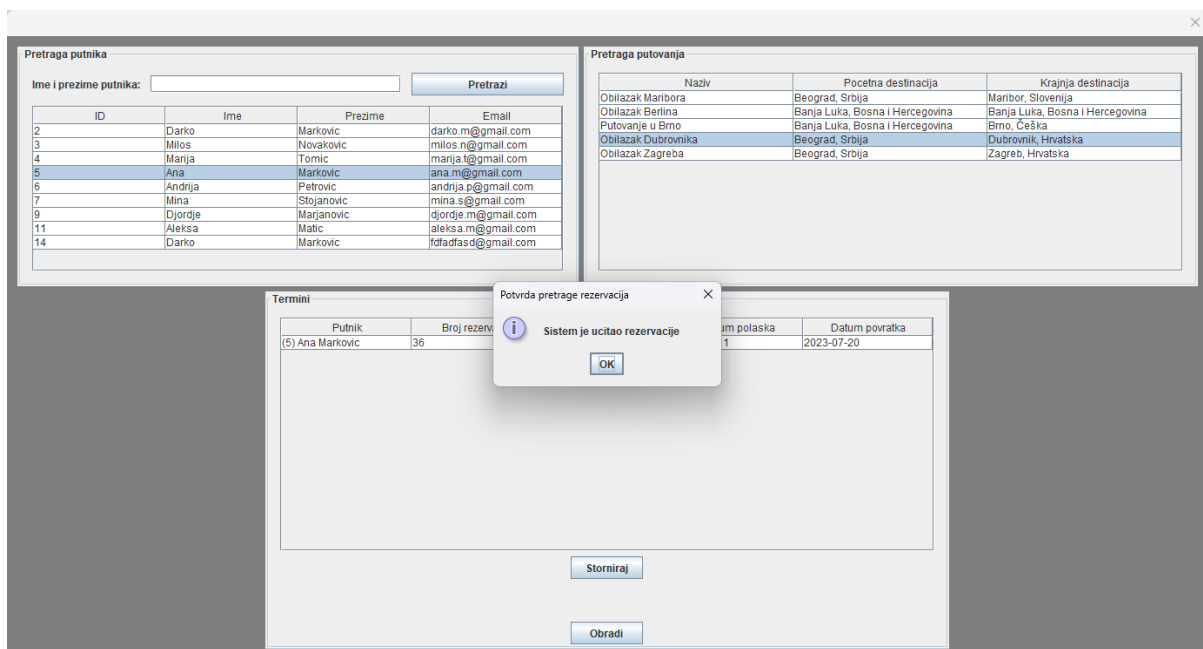 Pretraga putnika
Ime i prezime putnika:
Pretrazi
ID Ime Prezime Email
2 Darko Markovic darko.m@gmail.com
3 Milos Novakovic milos.n@gmail.com
4 Marija Tomic marija.t@gmail.com
5 Ana Markovic ana.m@gmail.com
6 Andrija Petrovic andrija.p@gmail.com
7 Mina Stojanovic mina.s@gmail.com
9 Djordje Marjanovic djordje.m@gmail.com
11 Aleksa Matic aleksa.m@gmail.com
14 Darko Markovic fdfadfasd@gmail.com
Pretraga putovanja
Naziv Pocetna destinacija Krajnja destinacija
Obilazak Maribora Beograd, Srbija Maribor, Slovenija
Obilazak Berlina Banja Luka, Bosna i Hercegovina Banja Luka, Bosna i Hercegovina
Putovanje u Brno Banja Luka, Bosna i Hercegovina Brno, Češka
Obilazak Dubrovnika Beograd, Srbija Dubrovnik, Hrvatska
Obilazak Zagreba Beograd, Srbija Zagreb, Hrvatska
Termini
Putnik Broj rezerv um polaska Datum povratka
(5) Ana Markovic 36 1 2023-07-20
Potvrda pretrage rezervacija
Sistem je ucitao rezervacije
OK
Storniraj
Obradi